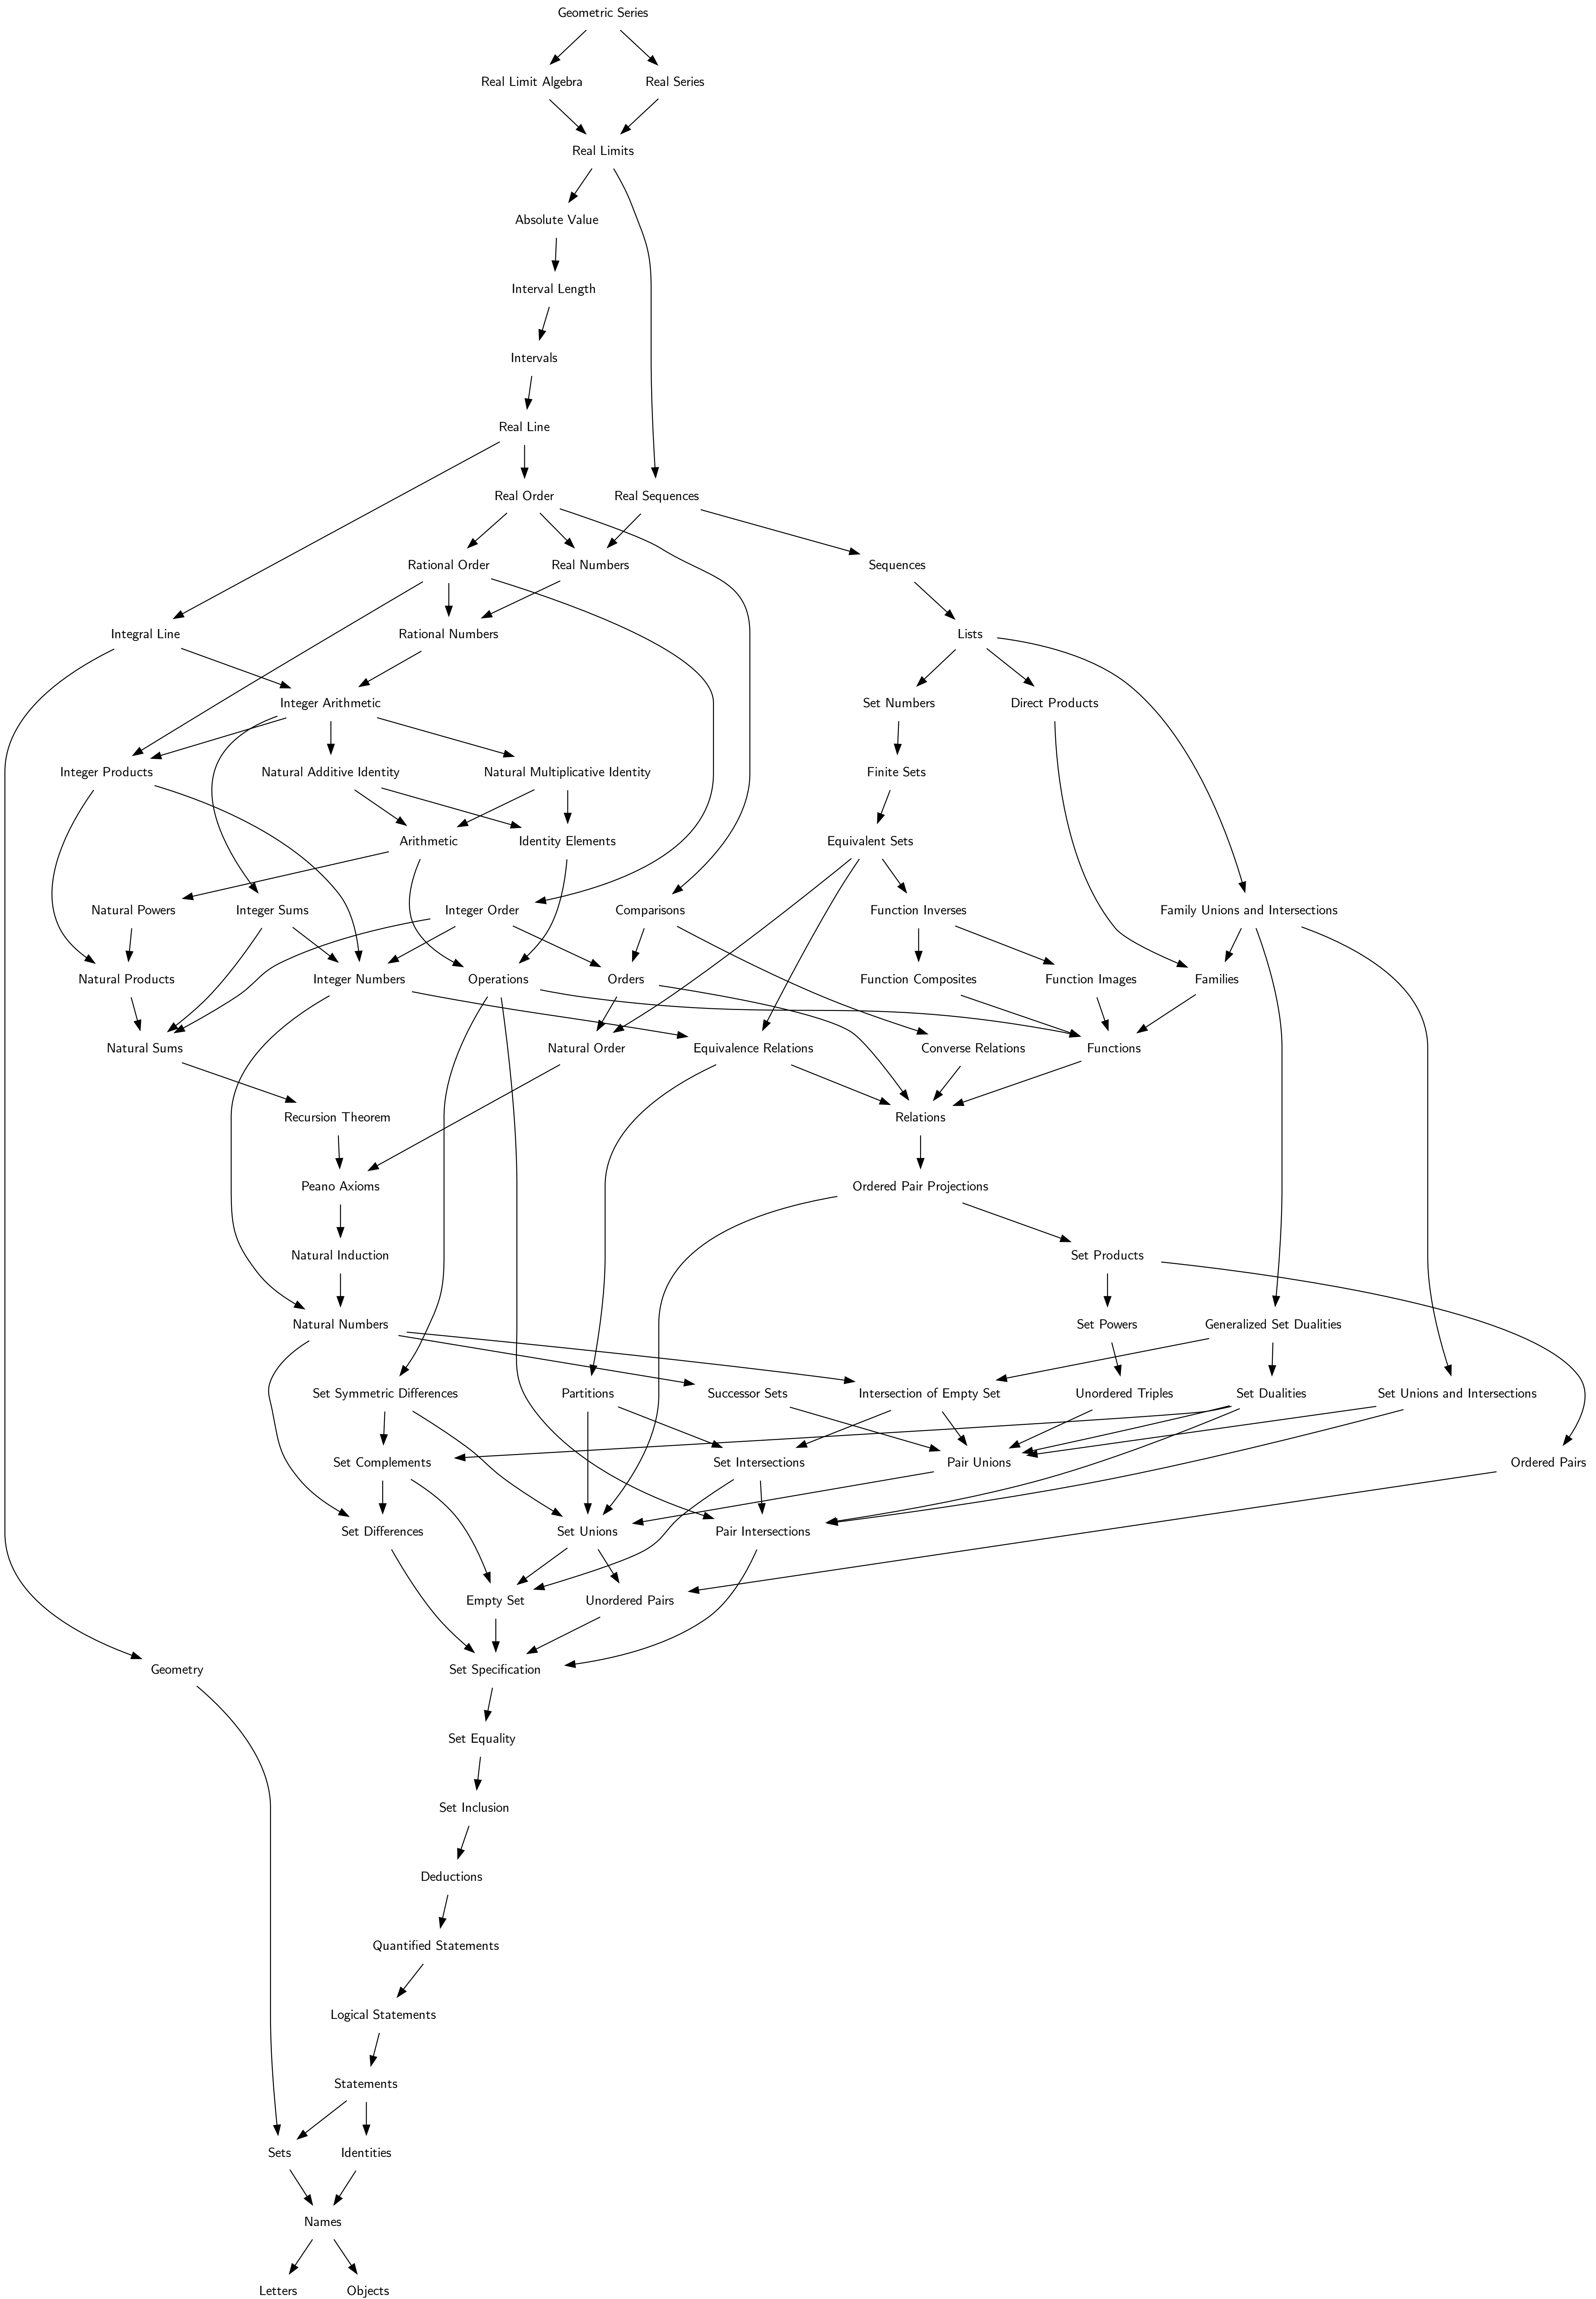 Geometric Series
Real Limit Algebra
Real Series
Real Limits
Absolute Value
Interval Length
Intervals
Real Line
Real Order
Real Sequences
Rational Order
Real Numbers
Sequences
Integral Line
Rational Numbers
Lists
Integer Arithmetic
Set Numbers
Direct Products
Integer Products
Natural Additive Identity
Natural Multiplicative Identity
Finite Sets
Arithmetic
Identity Elements
Equivalent Sets
Natural Powers
Integer Sums
Integer Order
Comparisons
Function Inverses
Family Unions and Intersections
Natural Products
Integer Numbers
Operations
Orders
Function Composites
Function Images
Families
Natural Sums
Natural Order
Equivalence Relations
Converse Relations
Functions
Recursion Theorem
Relations
Peano Axioms
Ordered Pair Projections
Natural Induction
Set Products
Natural Numbers
Set Powers
Generalized Set Dualities
Set Symmetric Differences
Partitions
Successor Sets
Intersection of Empty Set
Unordered Triples
Set Dualities
Set Unions and Intersections
Set Complements
Set Intersections
Pair Unions
Ordered Pairs
Set Differences
Set Unions
Pair Intersections
Empty Set
Unordered Pairs
Geometry
Set Specification
Set Equality
Set Inclusion
Deductions
Quantified Statements
Logical Statements
Statements
Sets
Identities
Names
Letters
Objects